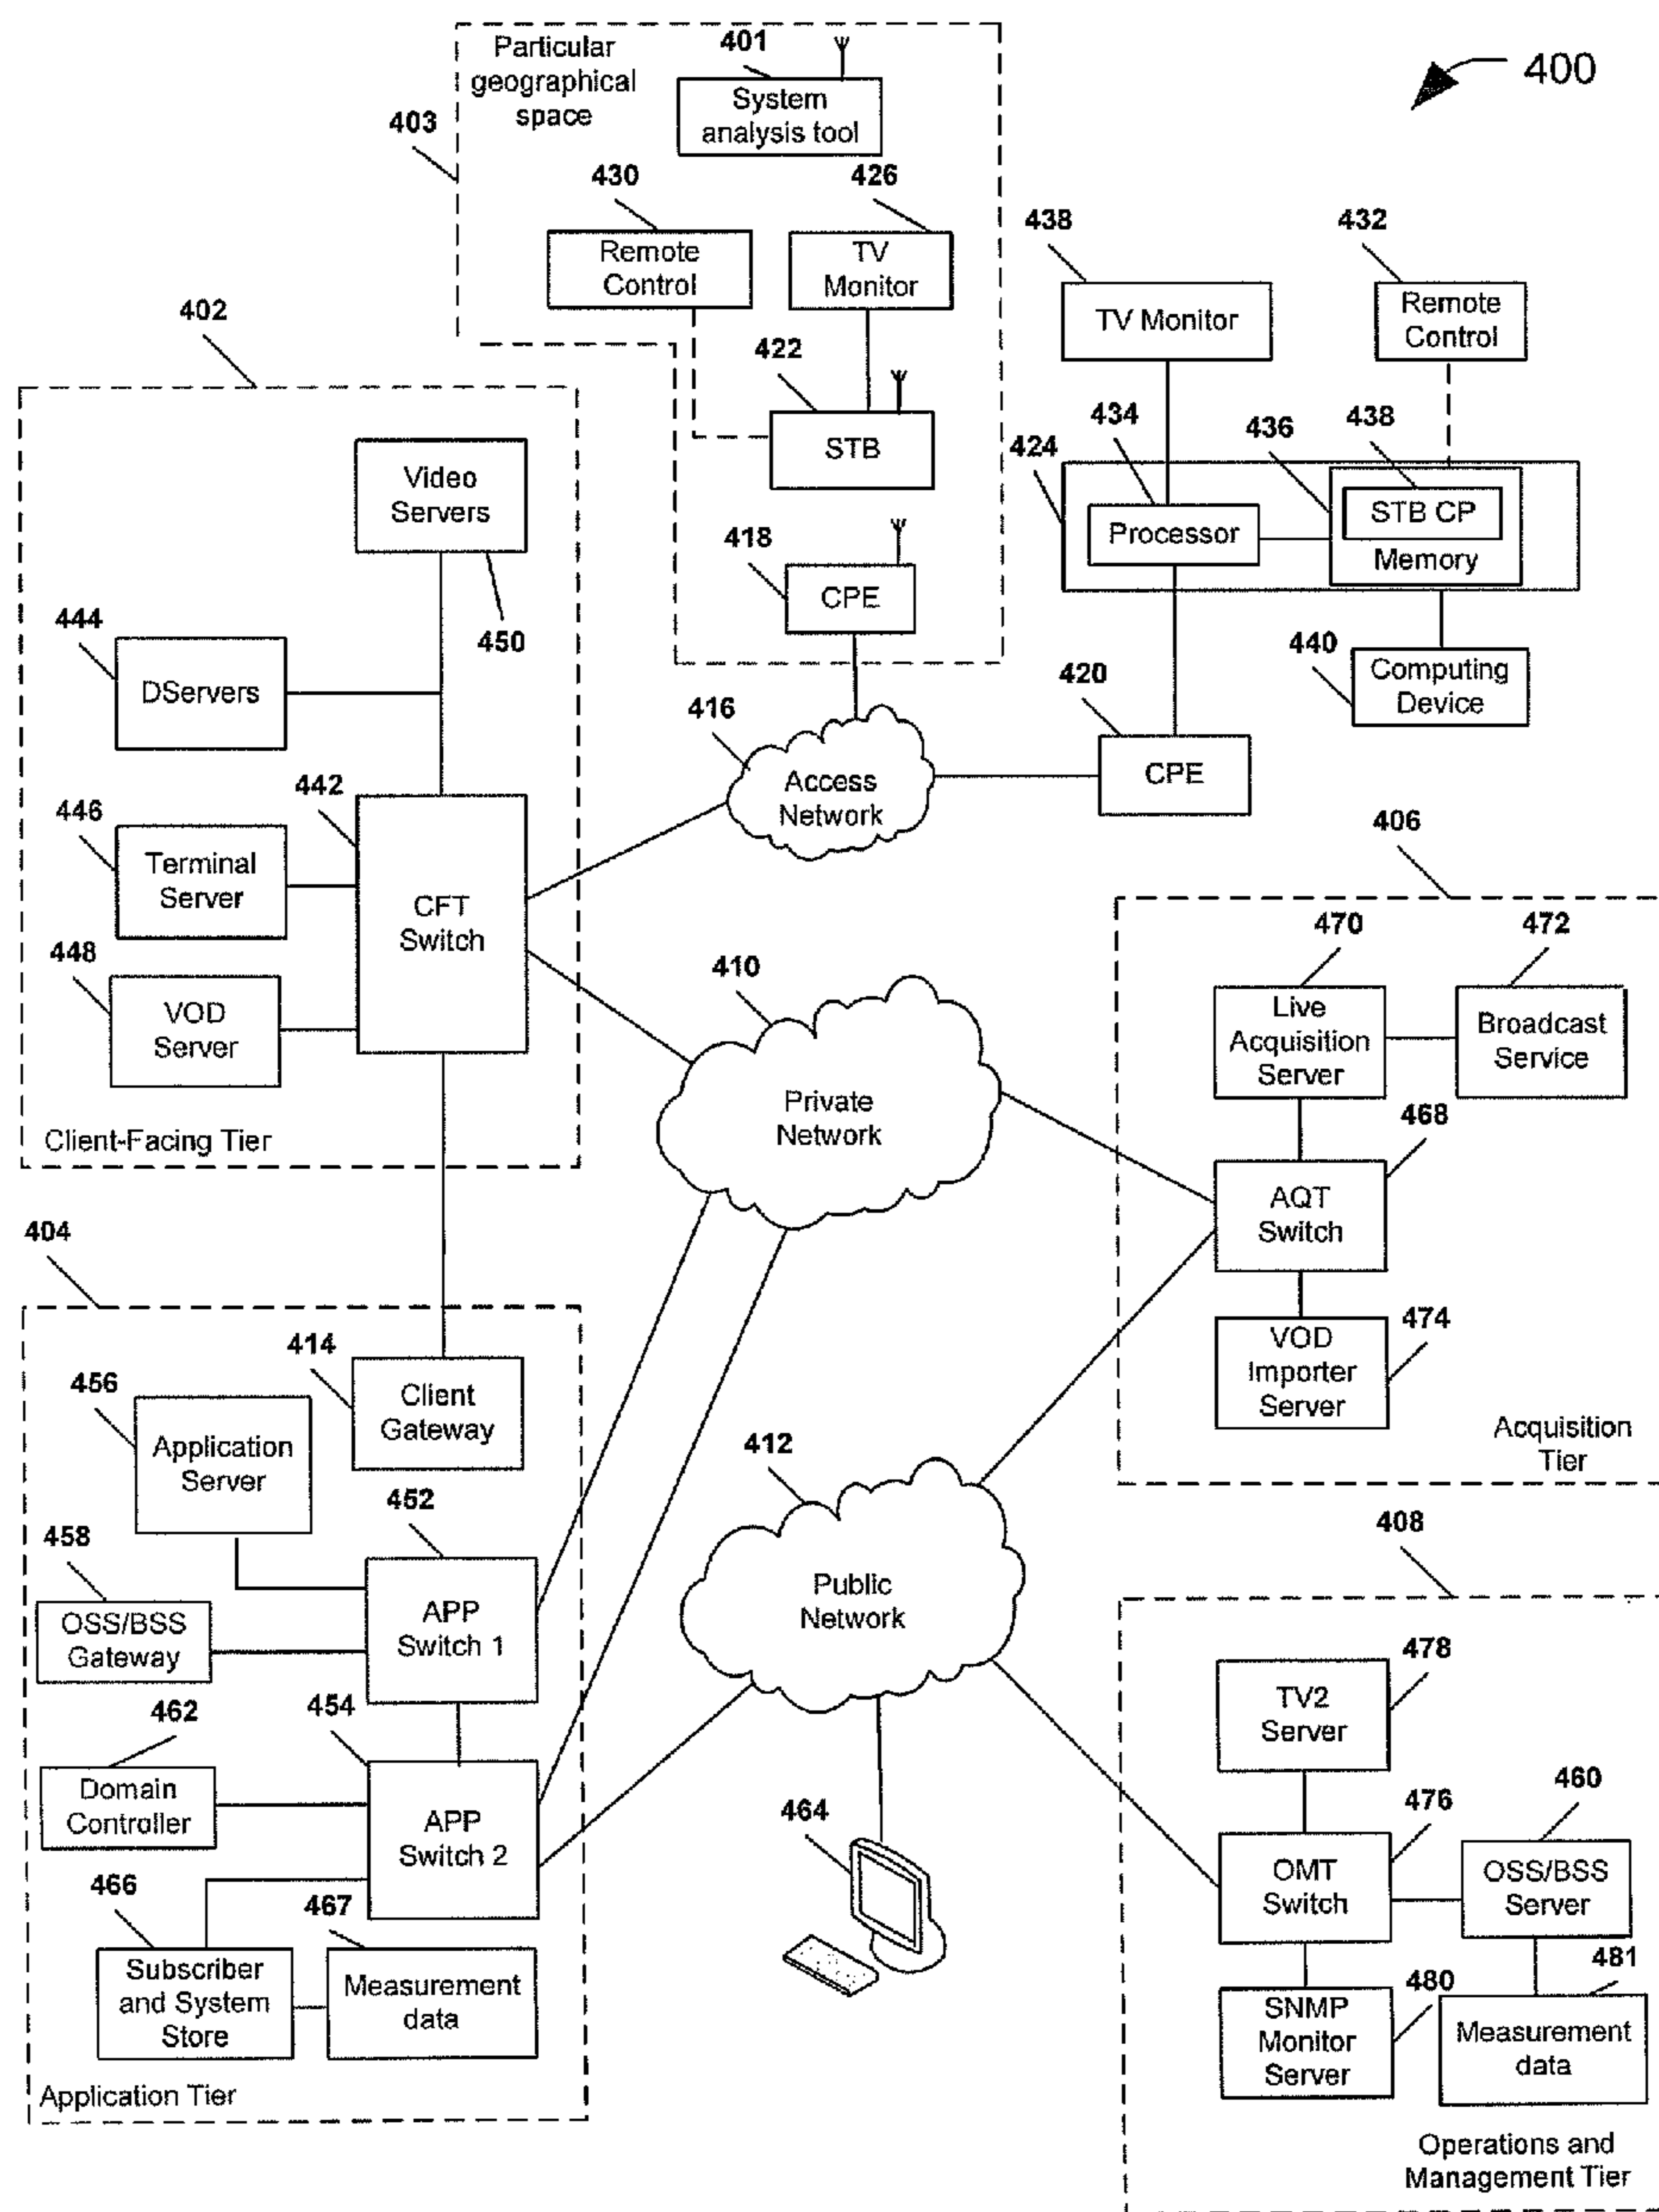 400
Particular
geographical
space
401
System
analysis tool
403
430
426
Remote
Control
TV
Monitor
438
432
TV Monitor
Remote
Control
402
422
STB
434
436
438
424
Processor
STB CP
Memory
418
CPE
Video
Servers
450
444
DServers
440
Computing
Device
420
CPE
416
Access
Network
442
446
Terminal
Server
CFT
Switch
448
VOD
Server
Client-Facing Tier
406
470
472
Live
Acquisition
Server
Broadcast
Service
410
Private
Network
468
AQT
Switch
474
VOD
Importer
Server
Acquisition
Tier
404
414
Client
Gateway
456
Application
Server
452
458
OSS/BSS
Gateway
APP
Switch 1
412
Public
Network
408
462
454
Domain
Controller
APP
Switch 2
466
467
Subscriber
and System
Store
Measurement
data
Application Tier
464
478
TV2
Server
476
460
OMT
Switch
OSS/BSS
Server
480
481
SNMP
Monitor
Server
Measurement
data
Operations and
Management Tier